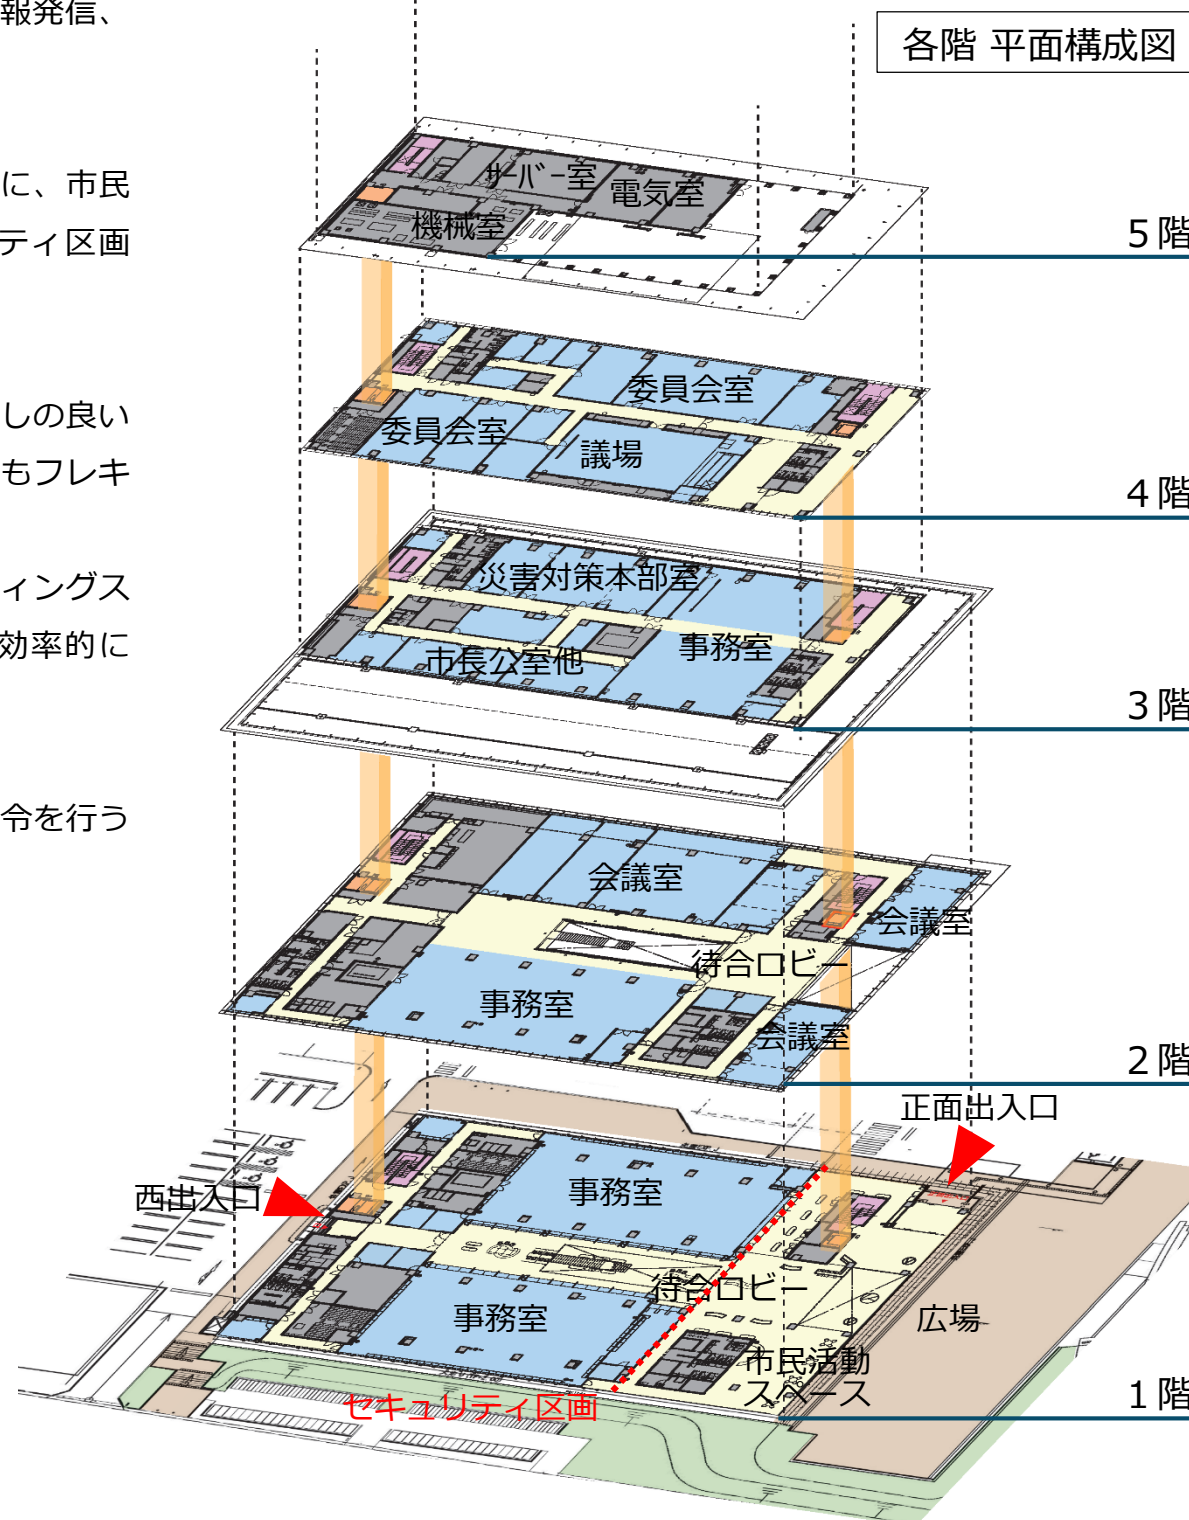 報発信、
に、市民
ティ区画
しの良い
もフレキ
ィングス
効率的に
令を行う
各階 平面構成図
サーバー室
電気室
機械室
5階
委員会室
委員会室
議場
4階
災害対策本部室
事務室
市長公室他
3階
会議室
会議室
待合ロビー
事務室
会議室
2階
正面出入口
西出入口
事務室
待合ロビー
事務室
広場
市民活動
スペース
セキュリティ区画
1階